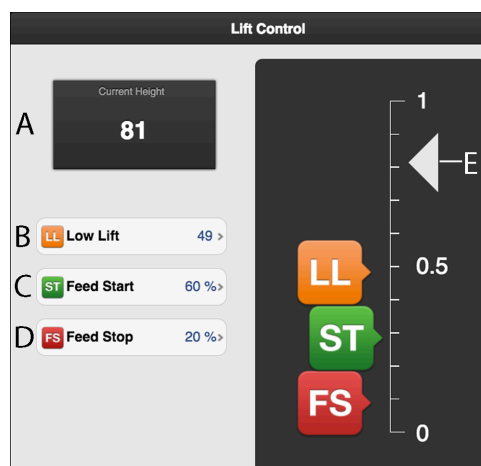 Lift Control
A
Current Height
81
B
LL Low Lift 49 >
C
ST Feed Start 60 % >
D
FS Feed Stop 20 % >
1
E
LL
0.5
ST
FS
0